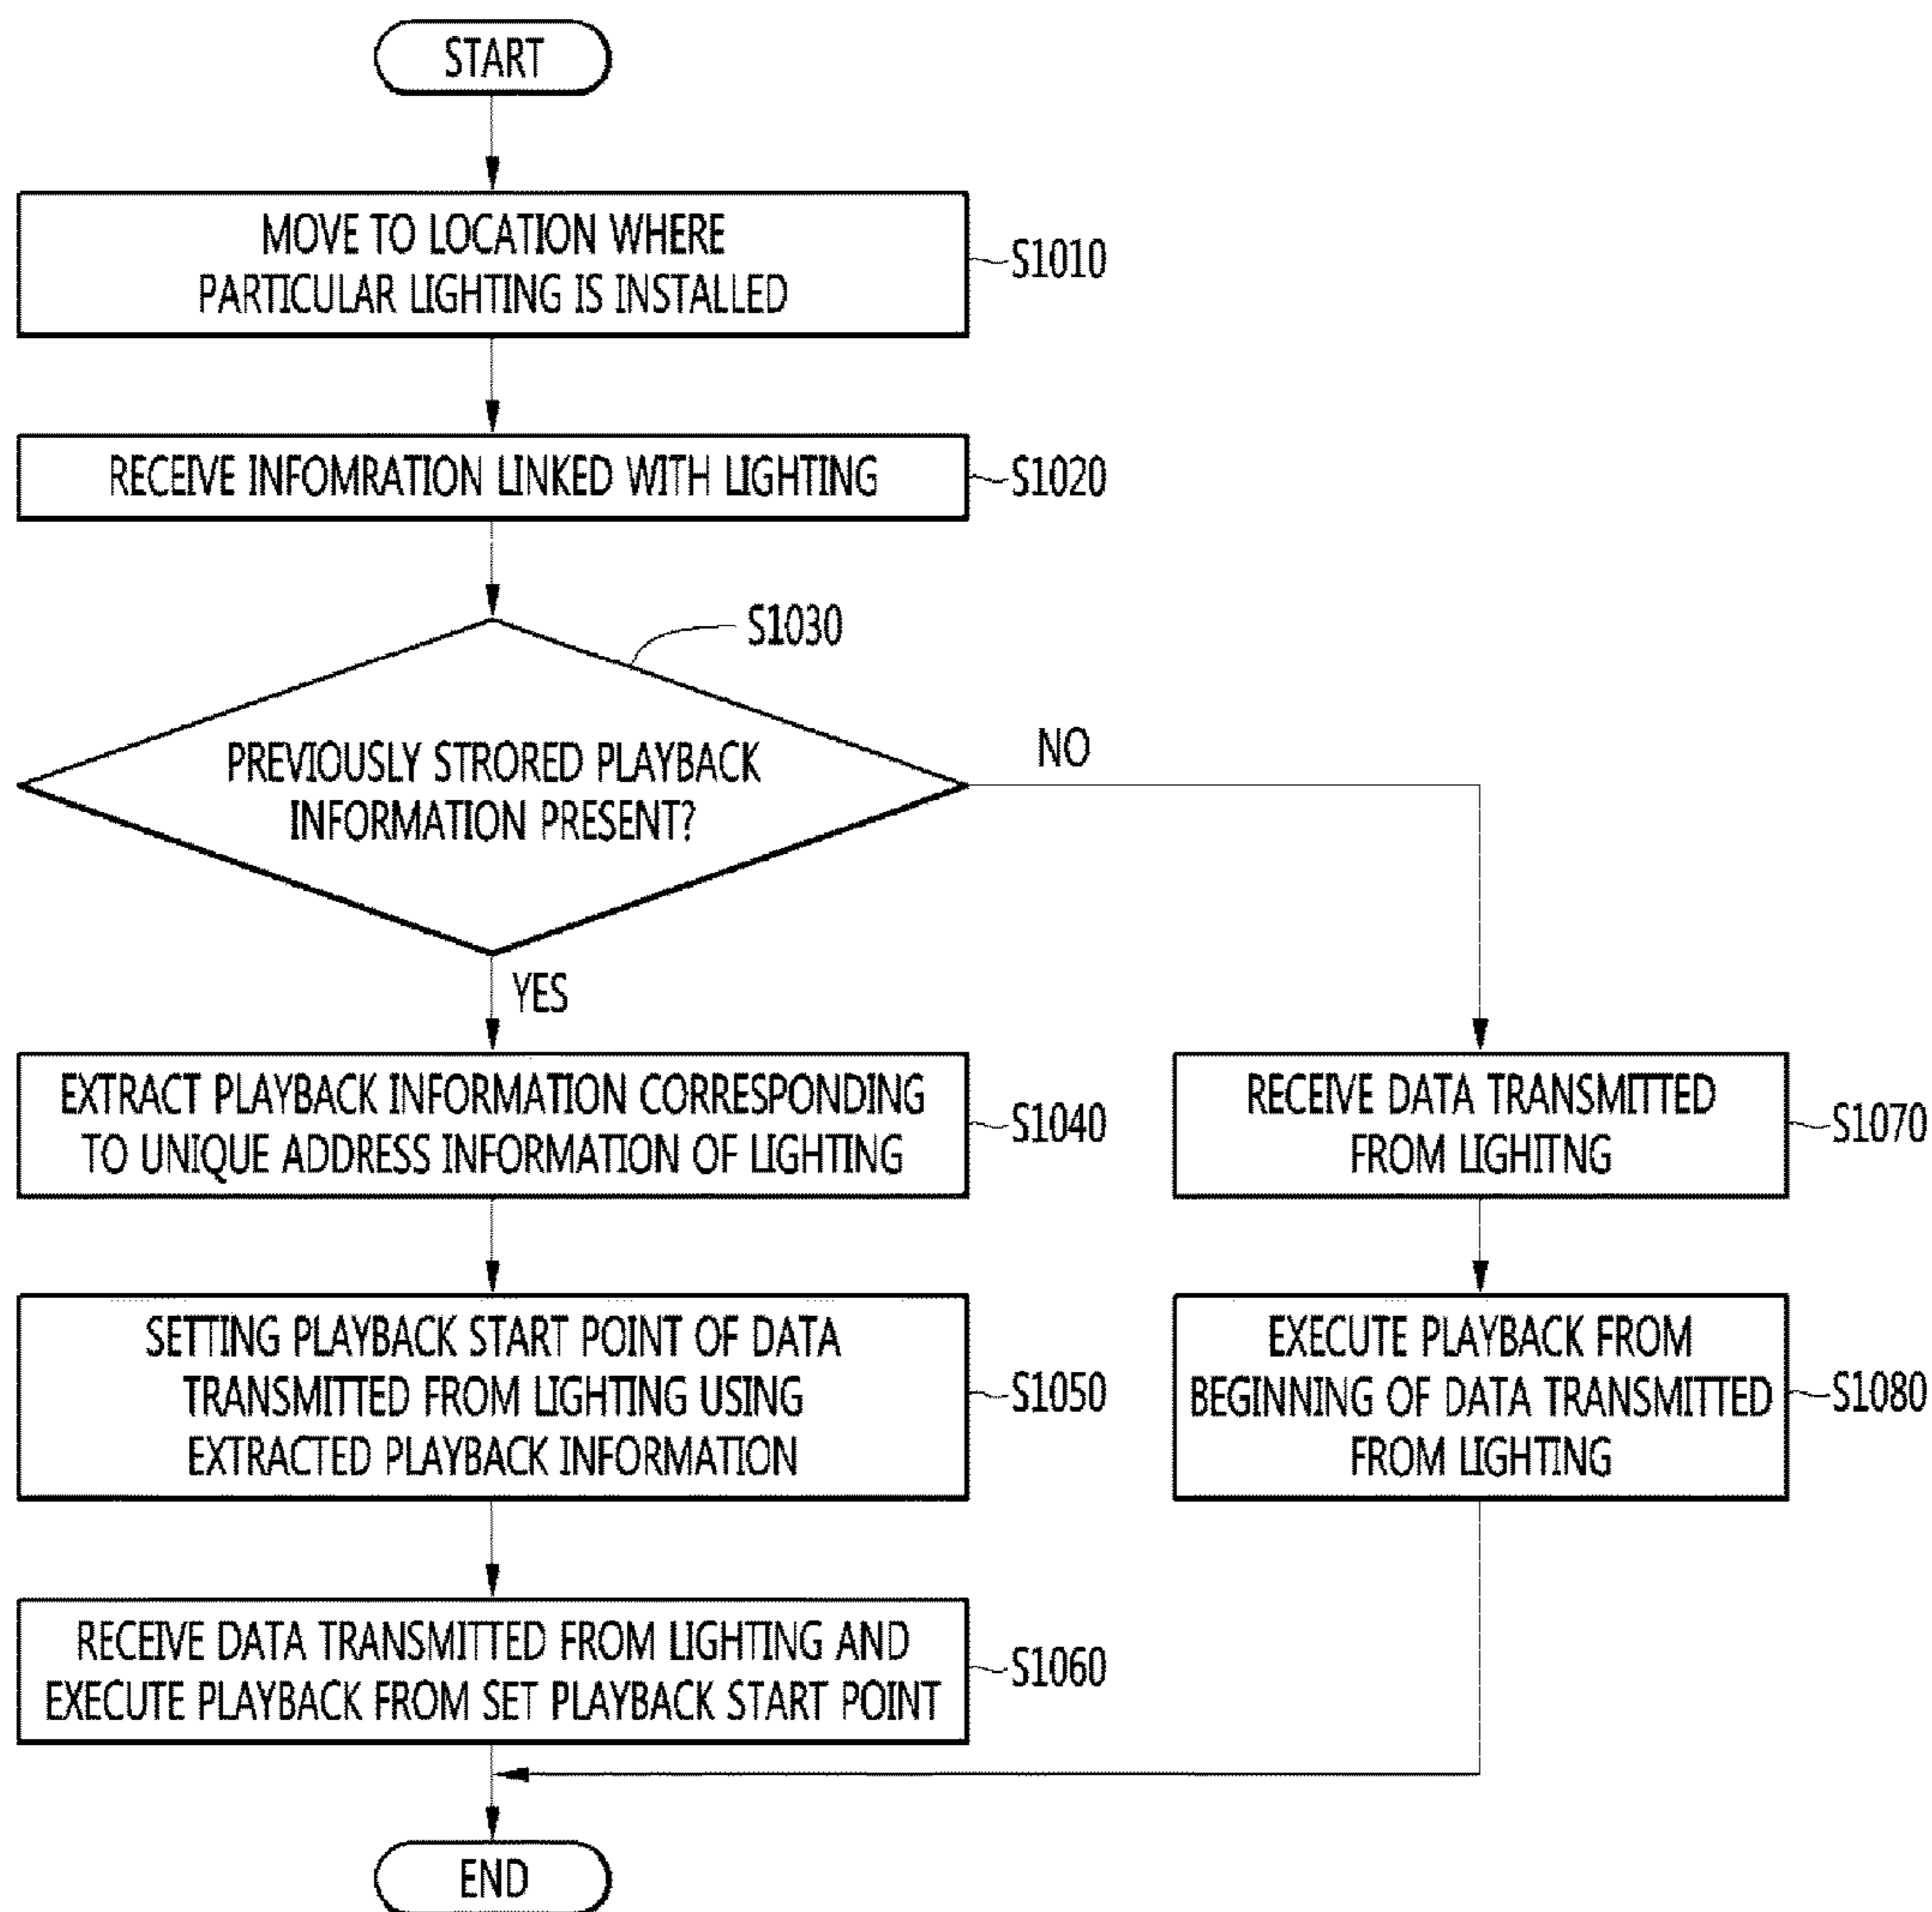 START
MOVE TO LOCATION WHERE
PARTICULAR LIGHTING IS INSTALLED
S1010
RECEIVE INFOMRATION LINKED WITH LIGHTING
S1020
S1030
PREVIOUSLY STRORED PLAYBACK
INFORMATION PRESENT?
NO
YES
EXTRACT PLAYBACK INFORMATION CORRESPONDING
TO UNIQUE ADDRESS INFORMATION OF LIGHTING
S1040
RECEIVE DATA TRANSMITTED
FROM LIGHITNG
S1070
SETTING PLAYBACK START POINT OF DATA
TRANSMITTED FROM LIGHTING USING
EXTRACTED PLAYBACK INFORMATION
S1050
EXECUTE PLAYBACK FROM
BEGINNING OF DATA TRANSMITTED
FROM LIGHTING
S1080
RECEIVE DATA TRANSMITTED FROM LIGHTING AND
EXECUTE PLAYBACK FROM SET PLAYBACK START POINT
S1060
END